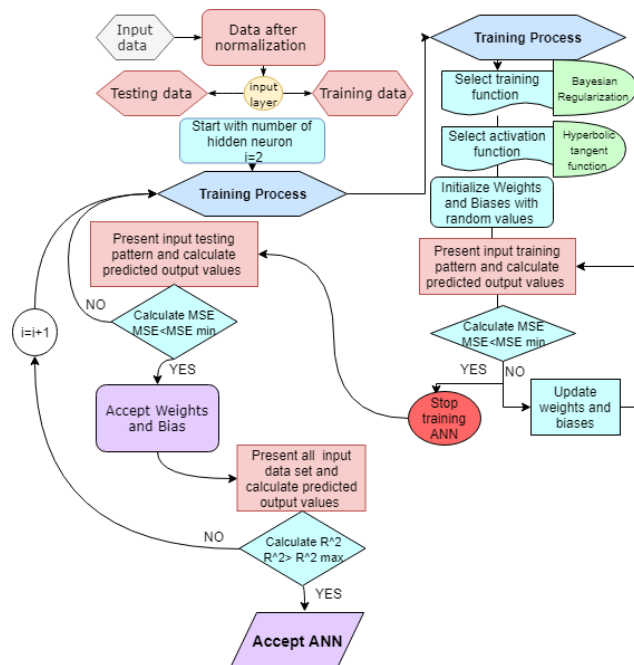 Input
data
Data after
normalization
Testing data
input
layer
Training data
Start with number of
hidden neuron
i=2
Training Process
Present input testing
pattern and calculate
predicted output values
NO
Calculate MSE
MSE<MSE min
i=i+1
YES
Accept Weights
and Bias
Present all input
data set and
calculate predicted
output values
NO
Calculate R^2
R^2> R^2 max
YES
Accept ANN
Training Process
Select training
function
Bayesian
Regularization
Select activation
function
Hyperbolic
tangent
function
Initialize Weights
and Biases with
random values
Present input training
pattern and calculate
predicted output values
Calculate MSE
MSE<MSE min
YES
NO
Stop
training
ANN
Update
weights and
biases